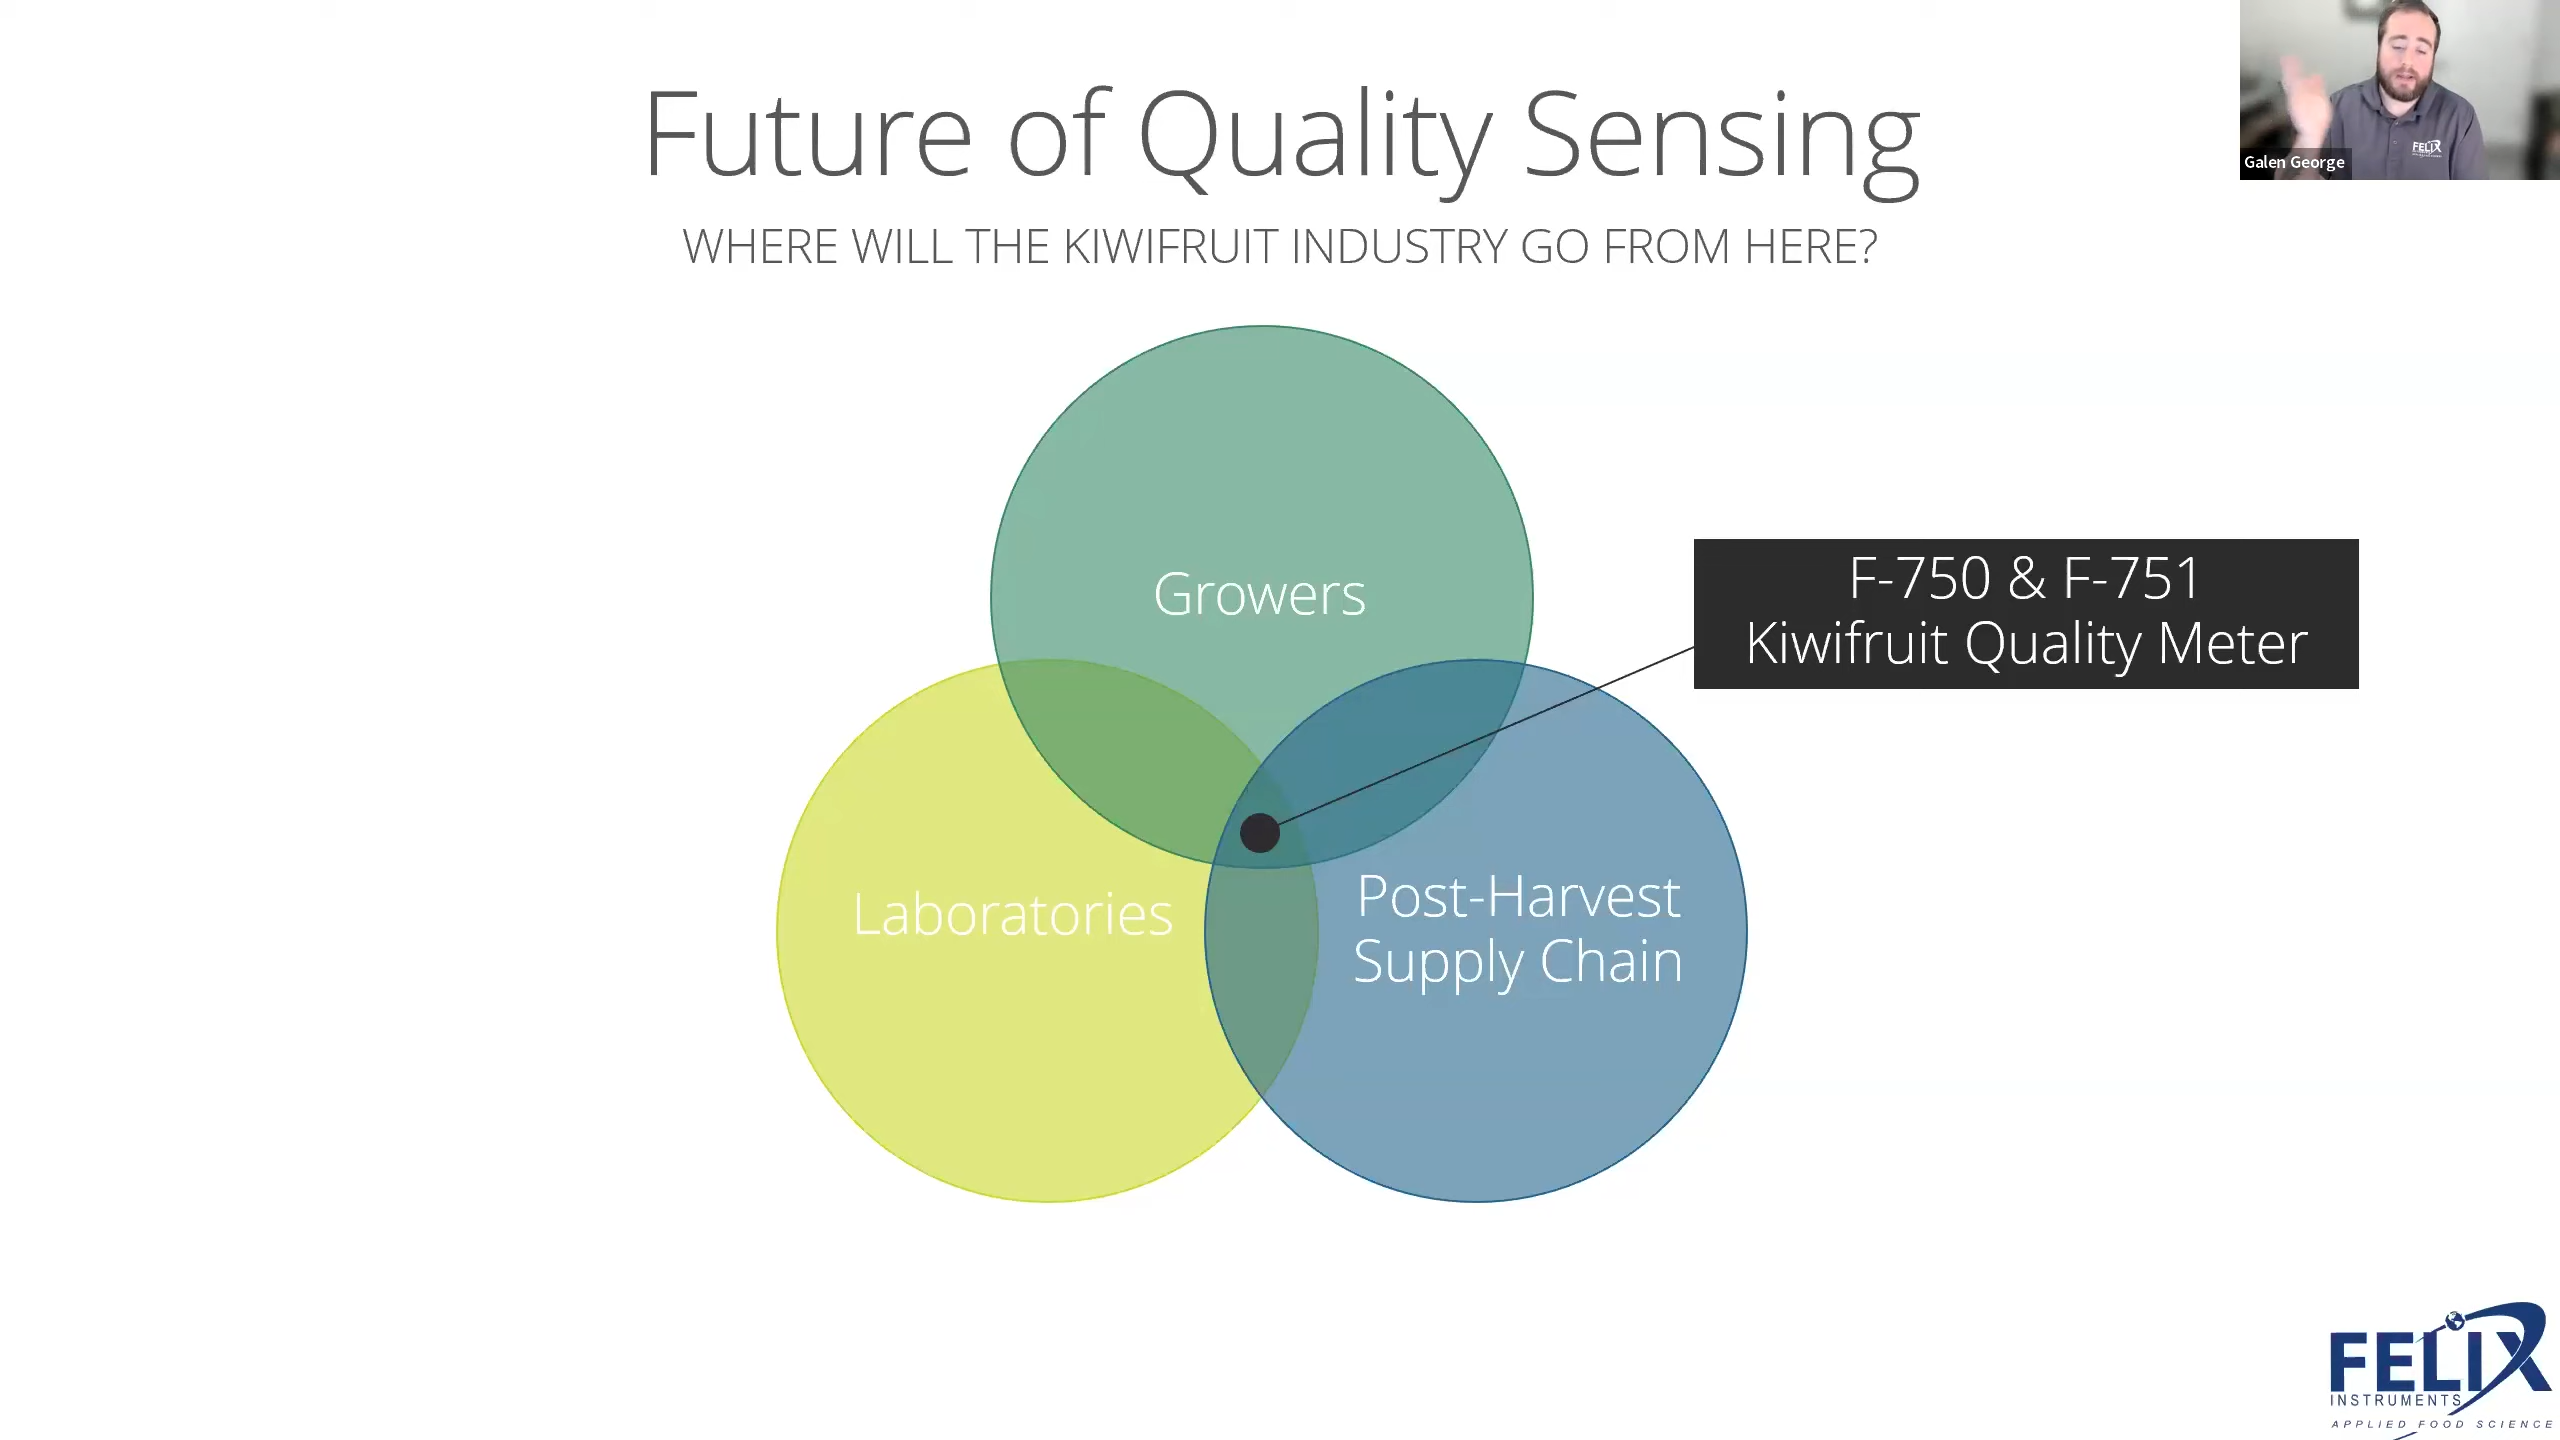 Future of Quality Sensing
WHERE WILL THE KIWIFRUIT INDUSTRY GO FROM HERE?
FELIX
Galen George
Growers
F-750 & F-751
Kiwifruit Quality Meter
Laboratories
Post-Harvest
Supply Chain
FELIX
INSTRUMENTS
APPLIED FOOD SCIENCE